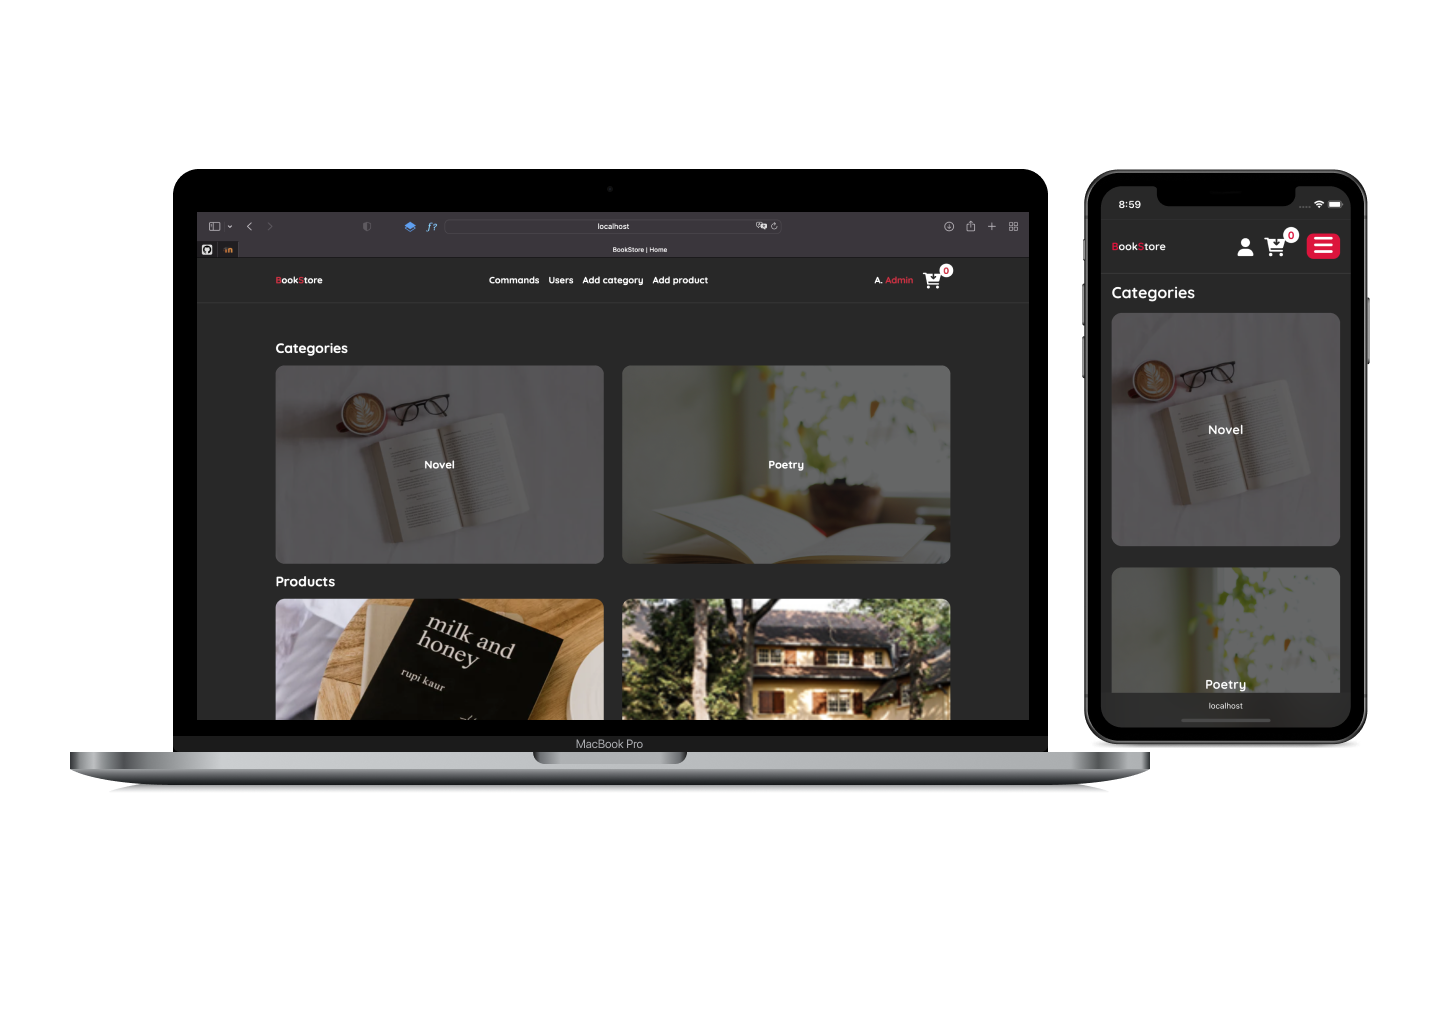 localhost
BookStore | Home
BookStore
Commands Users Add category Add product
A. Admin
0
Categories
Novel
Poetry
Products
milk and
honey
rupi kaur
MacBook Pro
8:59
BookStore
0
Categories
Novel
Poetry
localhost